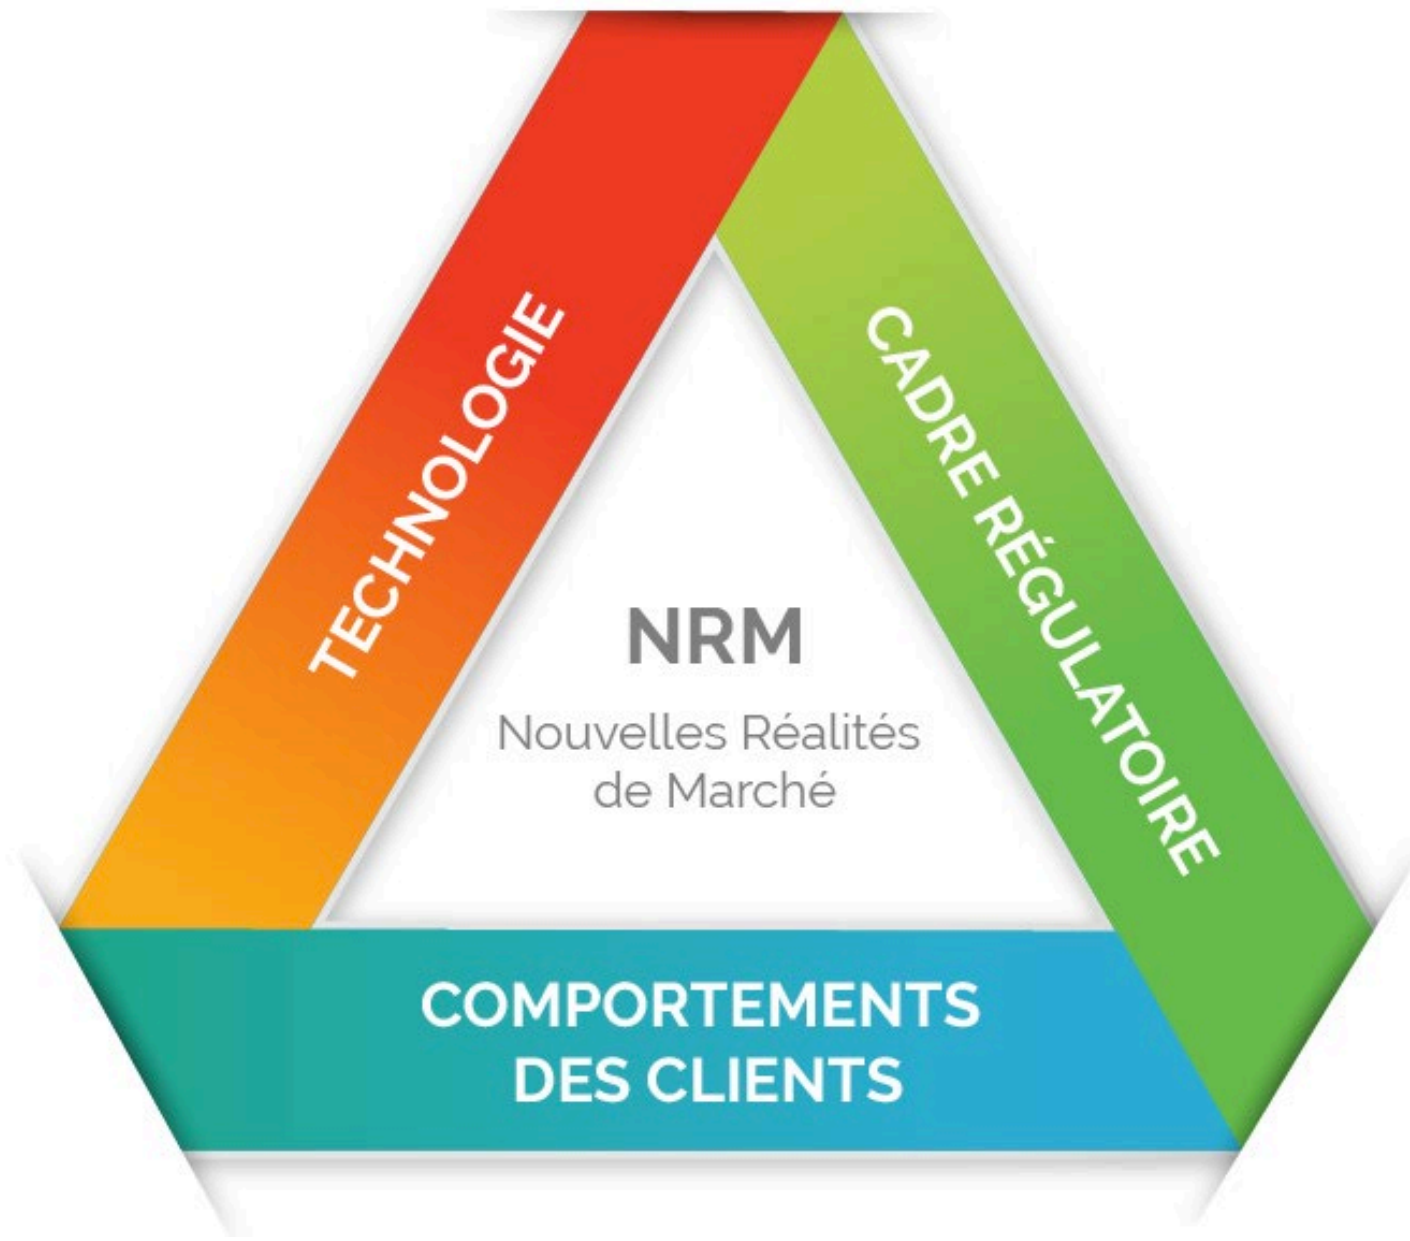 TECHNOLOGIE
CADRE RÉGULATOIRE
NRM
Nouvelles Réalités
de Marché
COMPORTEMENTS
DES CLIENTS